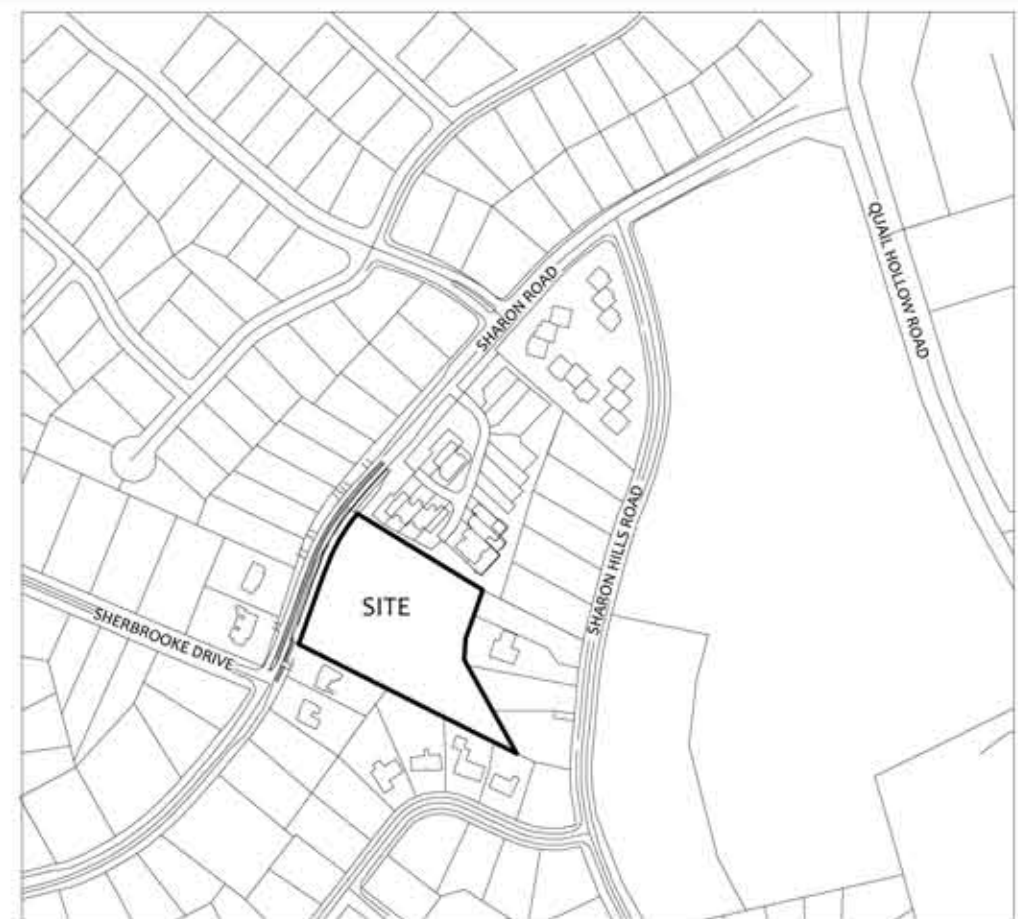 QUAIL HOLLOW ROAD
SHARON ROAD
SHARON HILLS ROAD
SITE
SHERBROOKE DRIVE